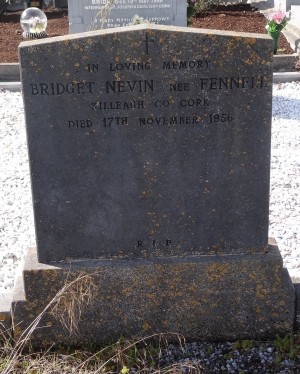 IN LOVING MEMORY
BRIDGET NEVIN NEE FENNELL
KILLEAGH CO CORK
DIED 17TH NOVEMBER 1956
R.I.P.